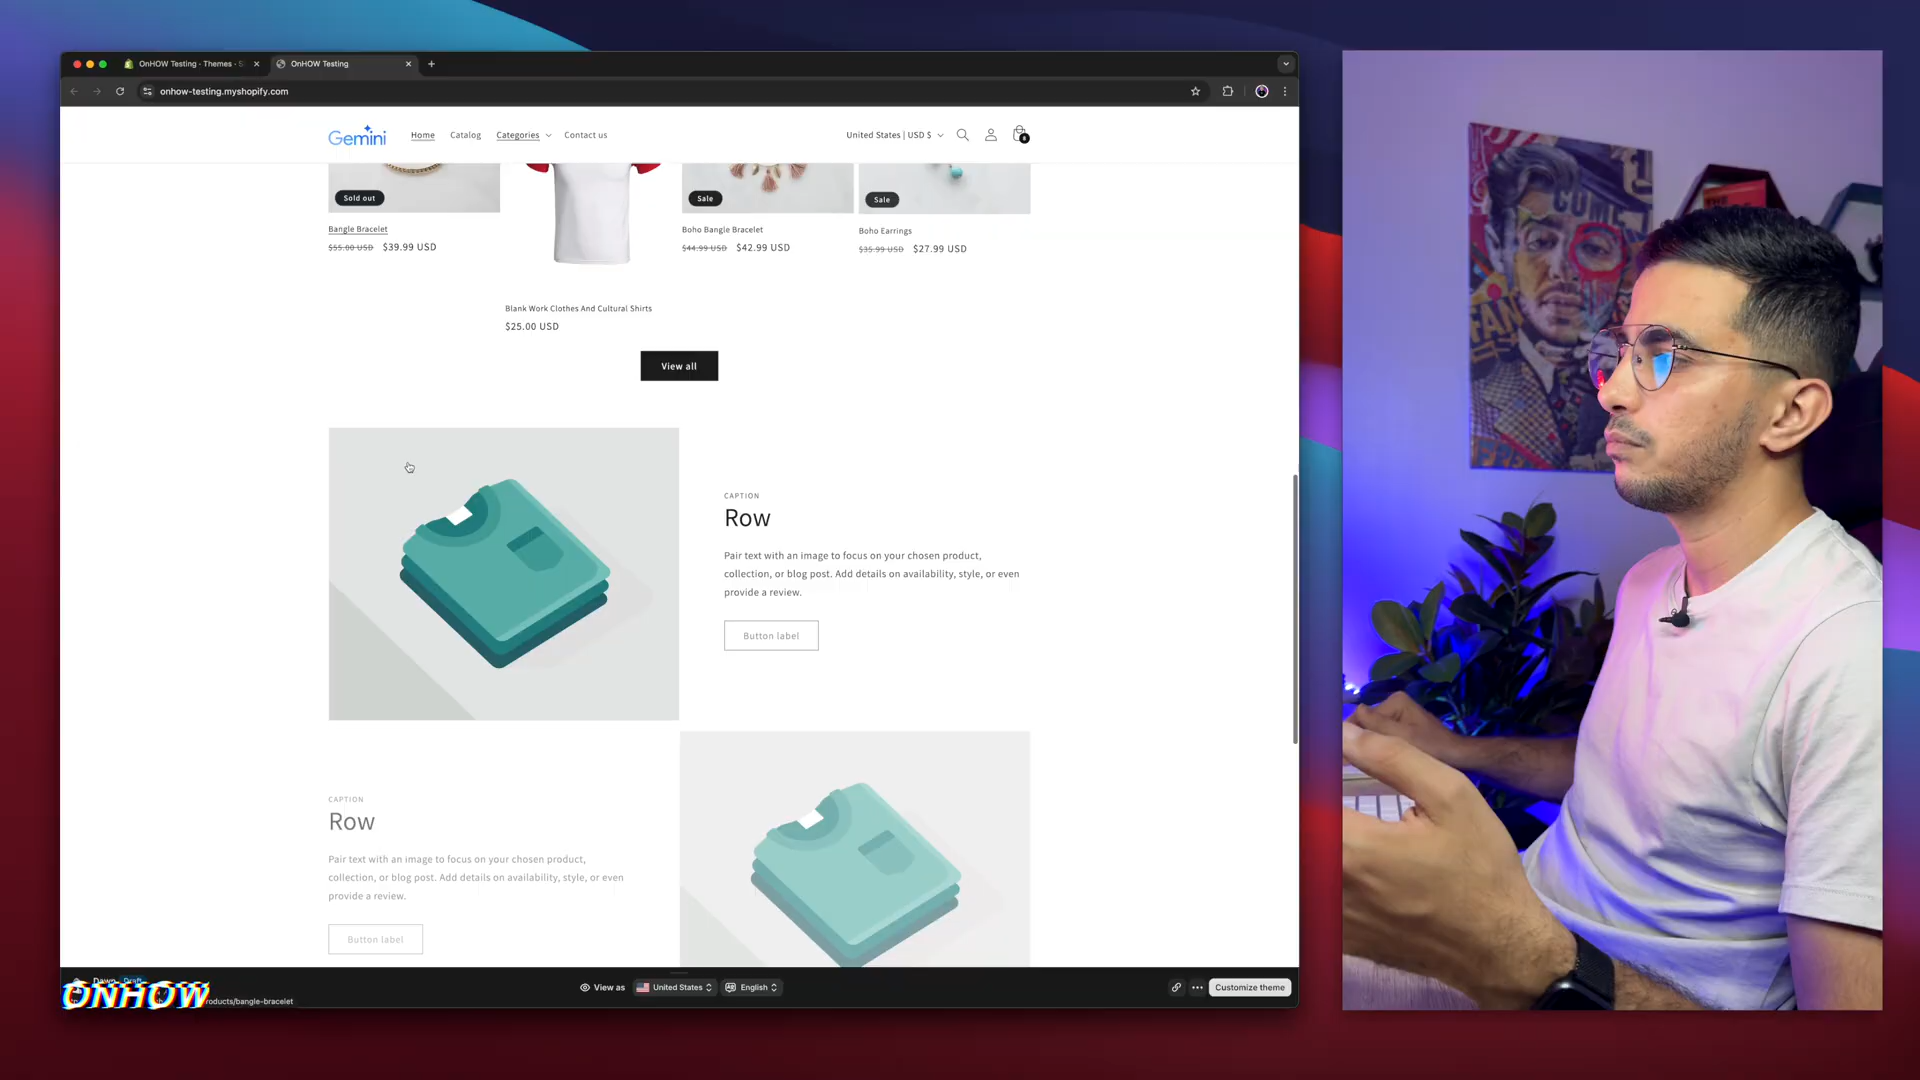 OnHOW Testing · Themes · S
OnHOW Testing
onhow-testing.myshopify.com
Gemini
Home
Catalog
Categories
Contact us
United States | USD $
Sold out
Sale
Sale
Bangle Bracelet
$55.00 USD $39.99 USD
Boho Bangle Bracelet
$44.99 USD $42.99 USD
Boho Earrings
$35.99 USD $27.99 USD
Blank Work Clothes And Cultural Shirts
$25.00 USD
View all
CAPTION
Row
Pair text with an image to focus on your chosen product,
collection, or blog post. Add details on availability, style, or even
provide a review.
Button label
CAPTION
Row
Pair text with an image to focus on your chosen product,
collection, or blog post. Add details on availability, style, or even
provide a review.
Button label
Dawn Draft
ONHOW
roducts/bangle-bracelet
View as
United States
English
Customize theme
COME
FAN